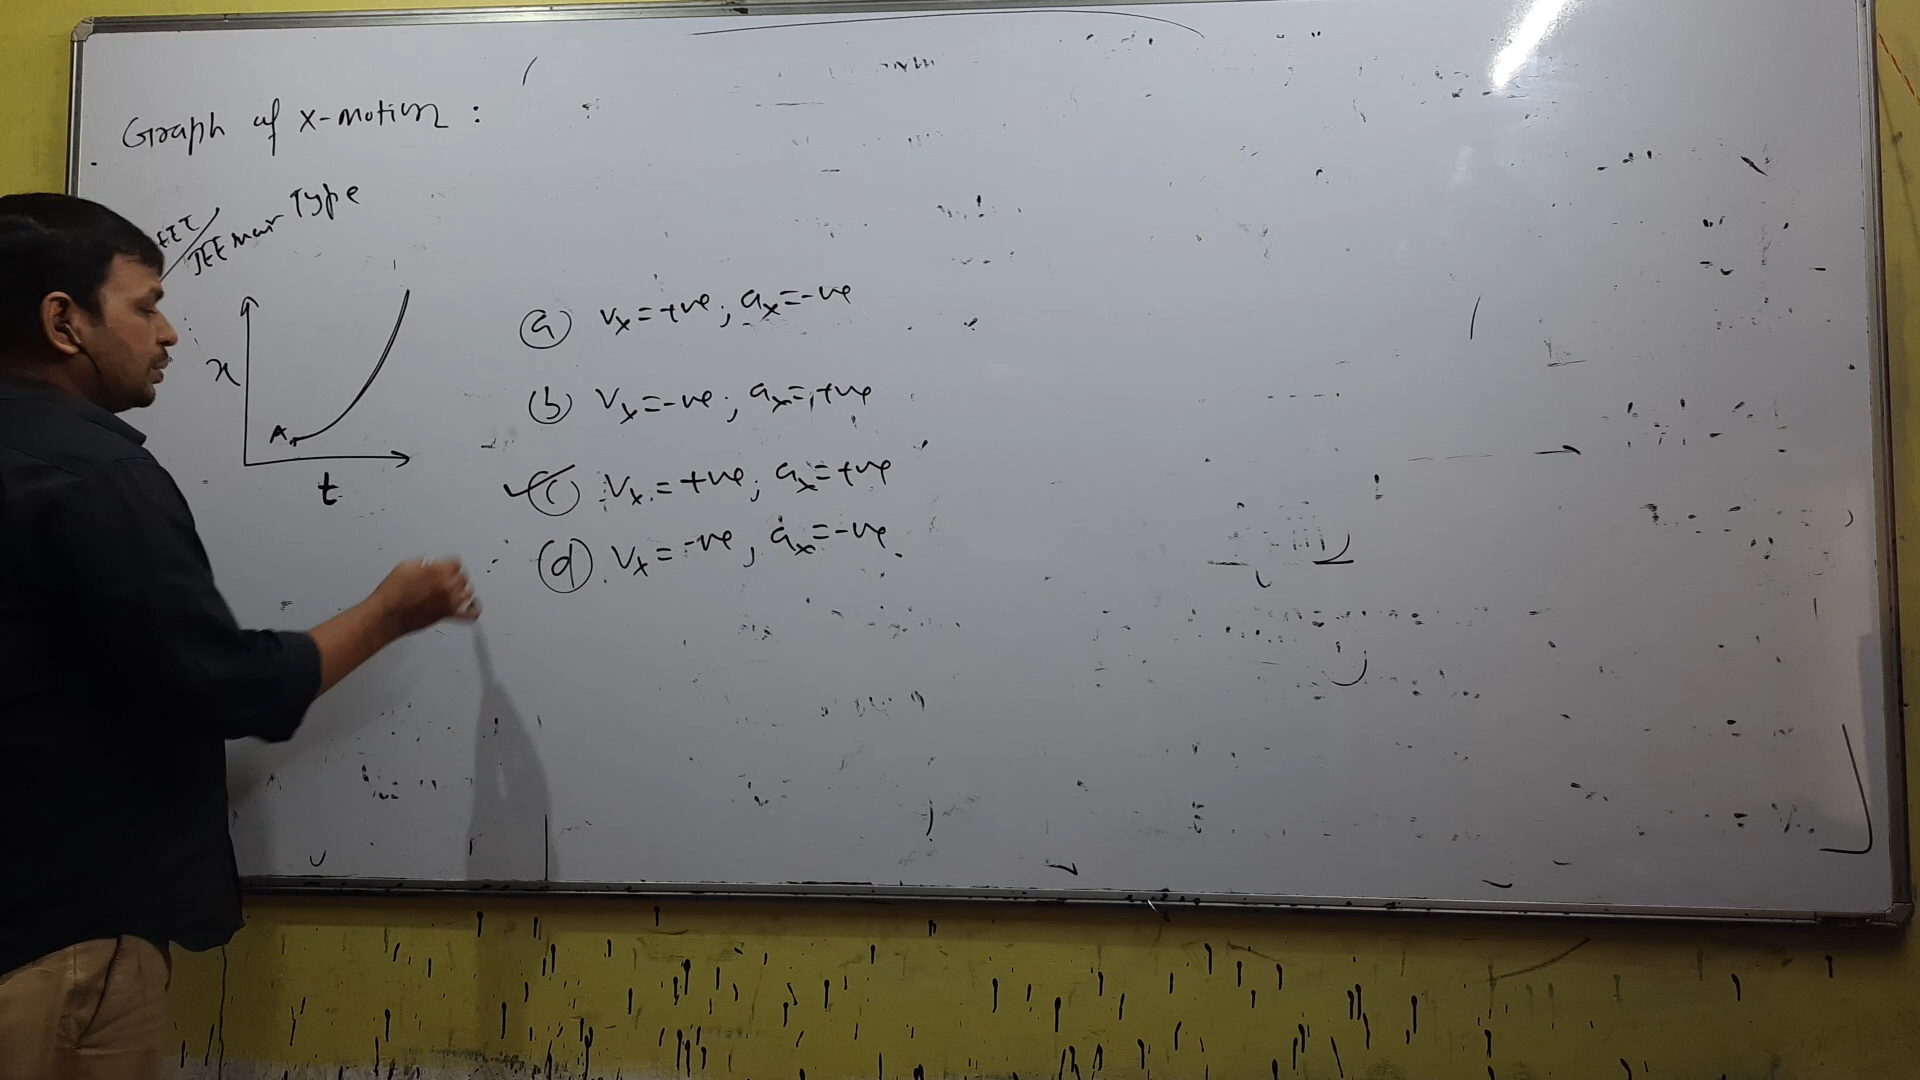 Graph of x-motion :
JEE main Type
x
A
t
(a) Vx = +ve ; ax = -ve
(b) Vx = -ve ; ax = +ve
(c) Vx = +ve ; ax = +ve
(d) Vx = -ve , ax = -ve